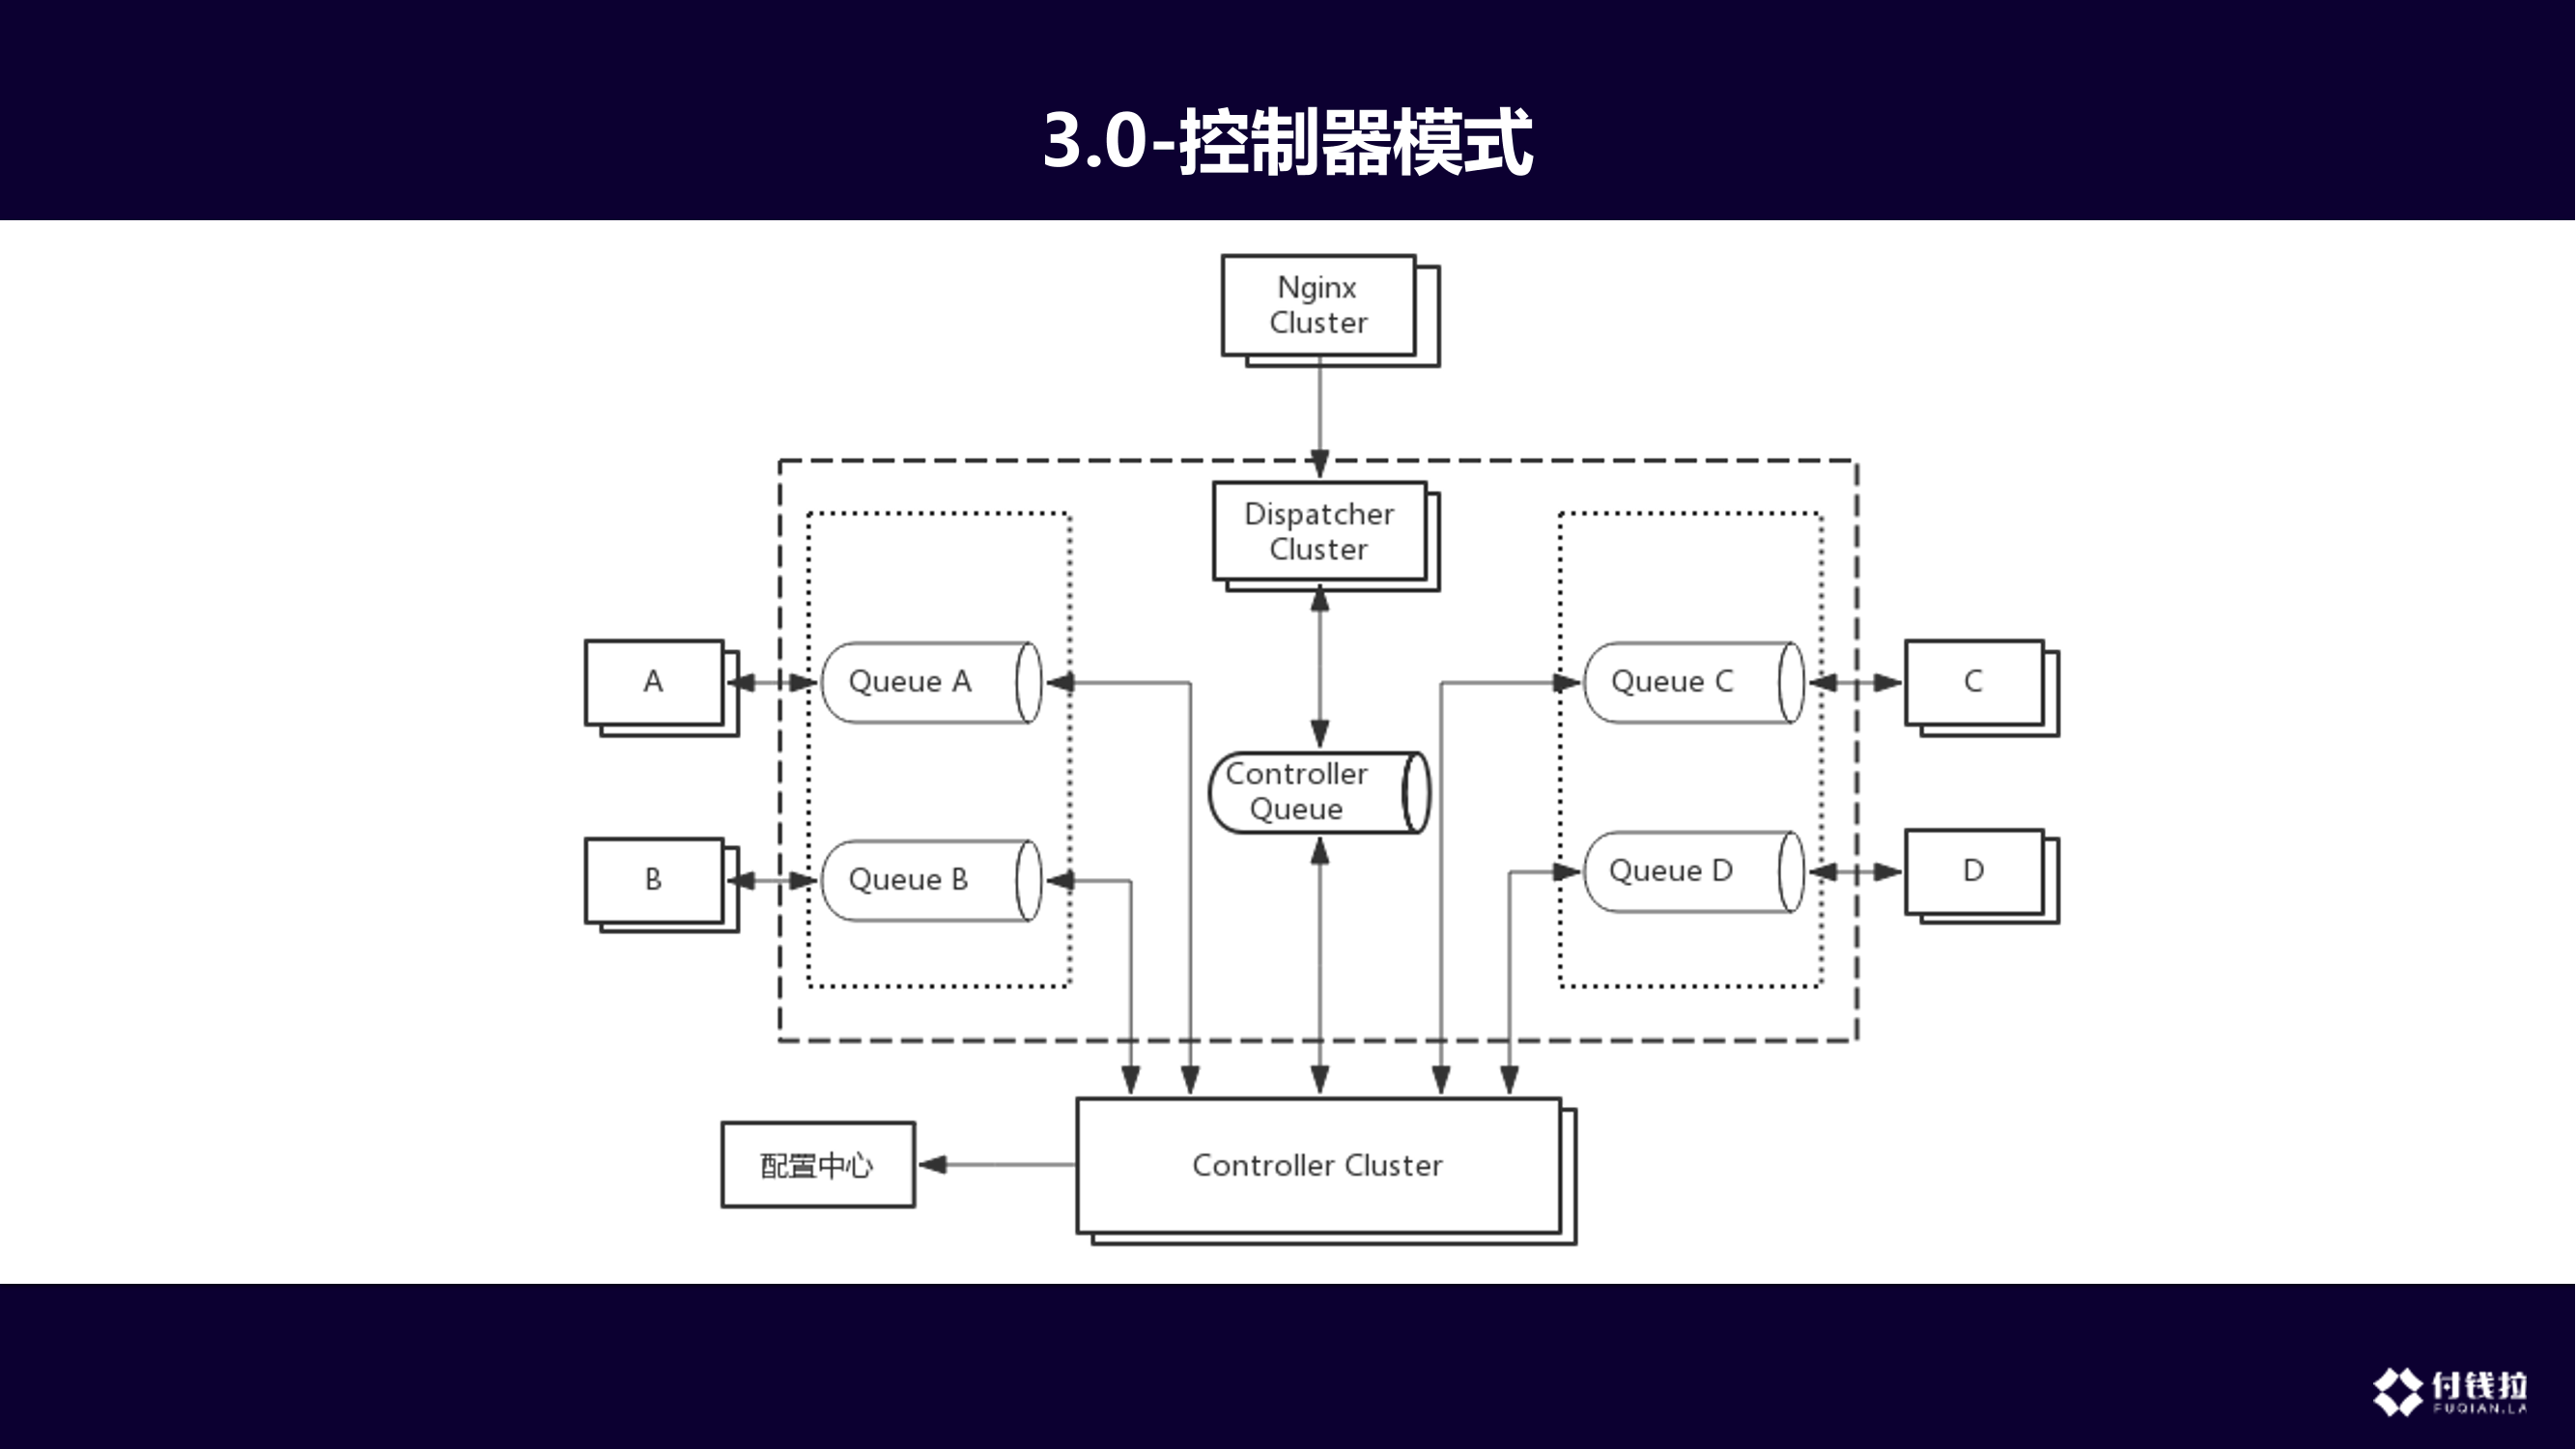 3.0-控制器模式
Nginx
Cluster
Dispatcher
Cluster
A
Queue A
Queue C
C
Controller
Queue
B
Queue B
Queue D
D
配置中心
Controller Cluster
付钱拉
FUQIAN.LA